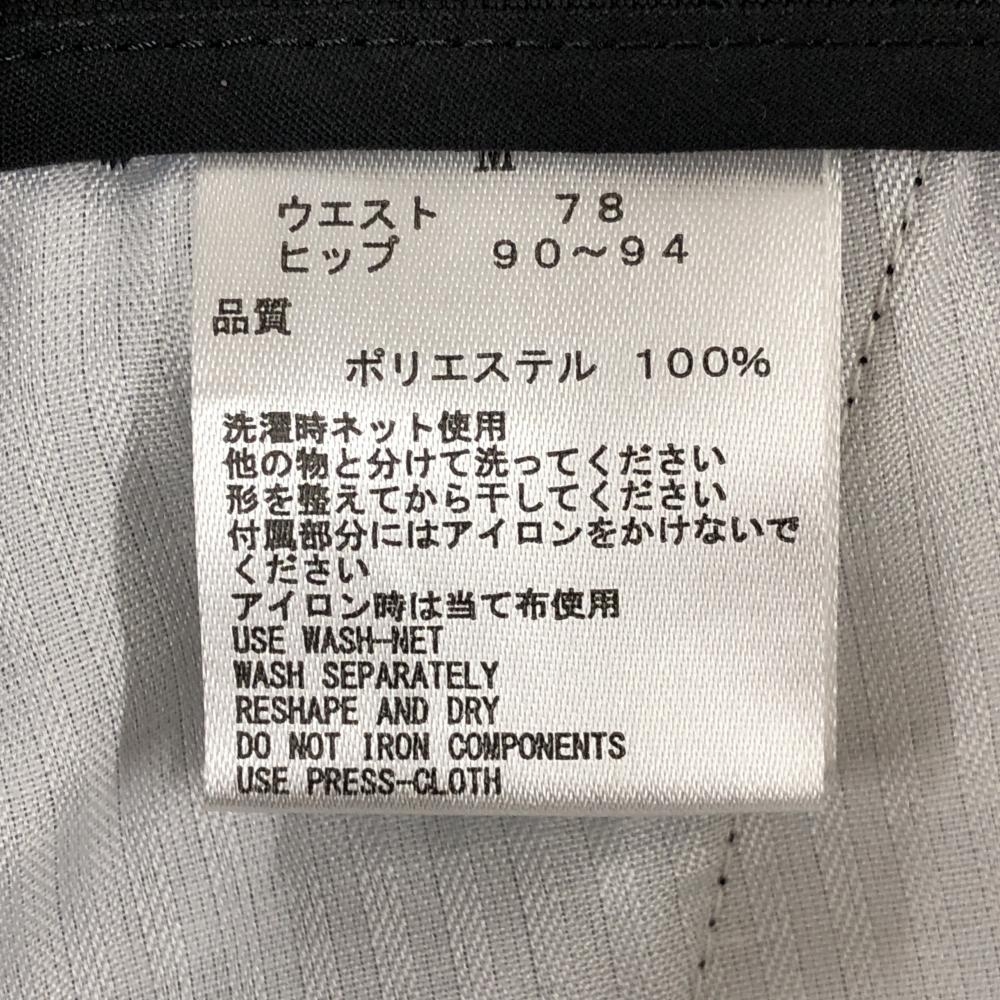 M
ウエスト 78
ヒップ 90～94
品質
ポリエステル 100%
洗濯時ネット使用
他の物と分けて洗ってください
形を整えてから干してください
付属部分にはアイロンをかけないで
ください
アイロン時は当て布使用
USE WASH-NET
WASH SEPARATELY
RESHAPE AND DRY
DO NOT IRON COMPONENTS
USE PRESS-CLOTH